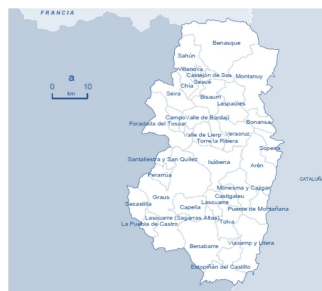 FRANCIA
Benasque
Sahún
Villanova
Castejón de Sos
Montanuy
Sesué
Chía
Seira
Bisaurri
Laspaúles
Bonansa
Campo
Valle de Bardají
Foradada del Toscar
Valle de Lierp
Veracruz
Torre la Ribera
Sopeira
Santaliestra y San Quílez
Isábena
Arén
Perarrúa
CATALUÑA
Monesma y Cajigar
Graus
Castigaleu
Lascuarre
Secastilla
Capella
Puente de Montañana
Lascuarre (Sagarras Altas)
Tolva
La Puebla de Castro
Viacamp y Litera
Benabarre
Estopiñán del Castillo
a
0 10
km